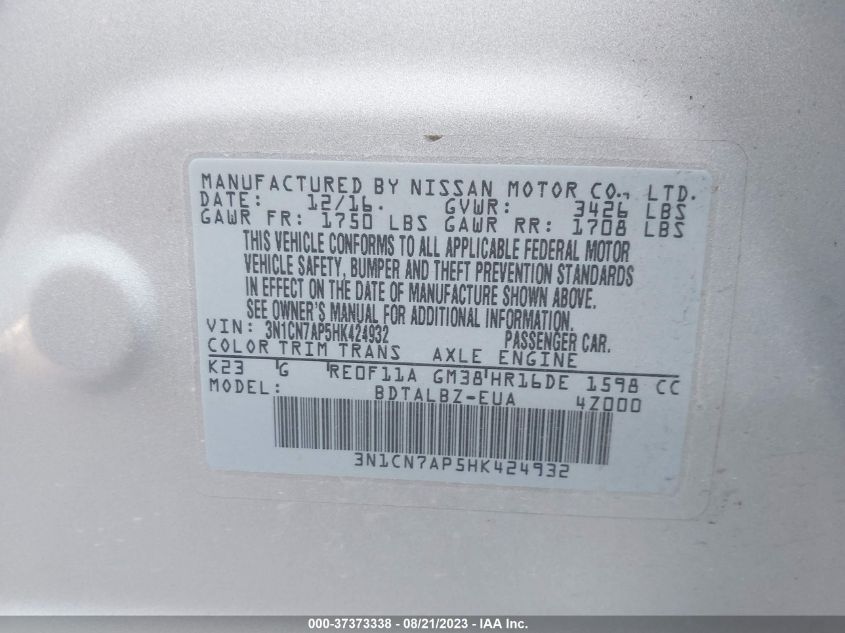 MANUFACTURED BY NISSAN MOTOR CO., LTD.
DATE: 12/16. GVWR: 3426 LBS
GAWR FR: 1750 LBS GAWR RR: 1708 LBS
THIS VEHICLE CONFORMS TO ALL APPLICABLE FEDERAL MOTOR
VEHICLE SAFETY, BUMPER AND THEFT PREVENTION STANDARDS
IN EFFECT ON THE DATE OF MANUFACTURE SHOWN ABOVE.
SEE OWNER'S MANUAL FOR ADDITIONAL INFORMATION.
VIN: 3N1CN7AP5HK424932 PASSENGER CAR.
COLOR TRIM TRANS AXLE ENGINE
K23 G RE0F11A GM38 HR16DE 1598 CC
MODEL: BDTALBZ-EUA 4Z000
3N1CN7AP5HK424932
000-37373338 - 08/21/2023 - Copyright © 2023 - IAA Inc.